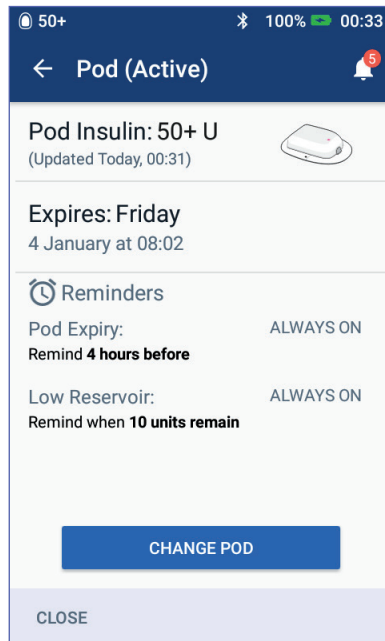 50+ 100% 00:33
Pod (Active) 5
Pod Insulin: 50+ U
(Updated Today, 00:31)
Expires: Friday
4 January at 08:02
Reminders
Pod Expiry: ALWAYS ON
Remind 4 hours before
Low Reservoir: ALWAYS ON
Remind when 10 units remain
CHANGE POD
CLOSE